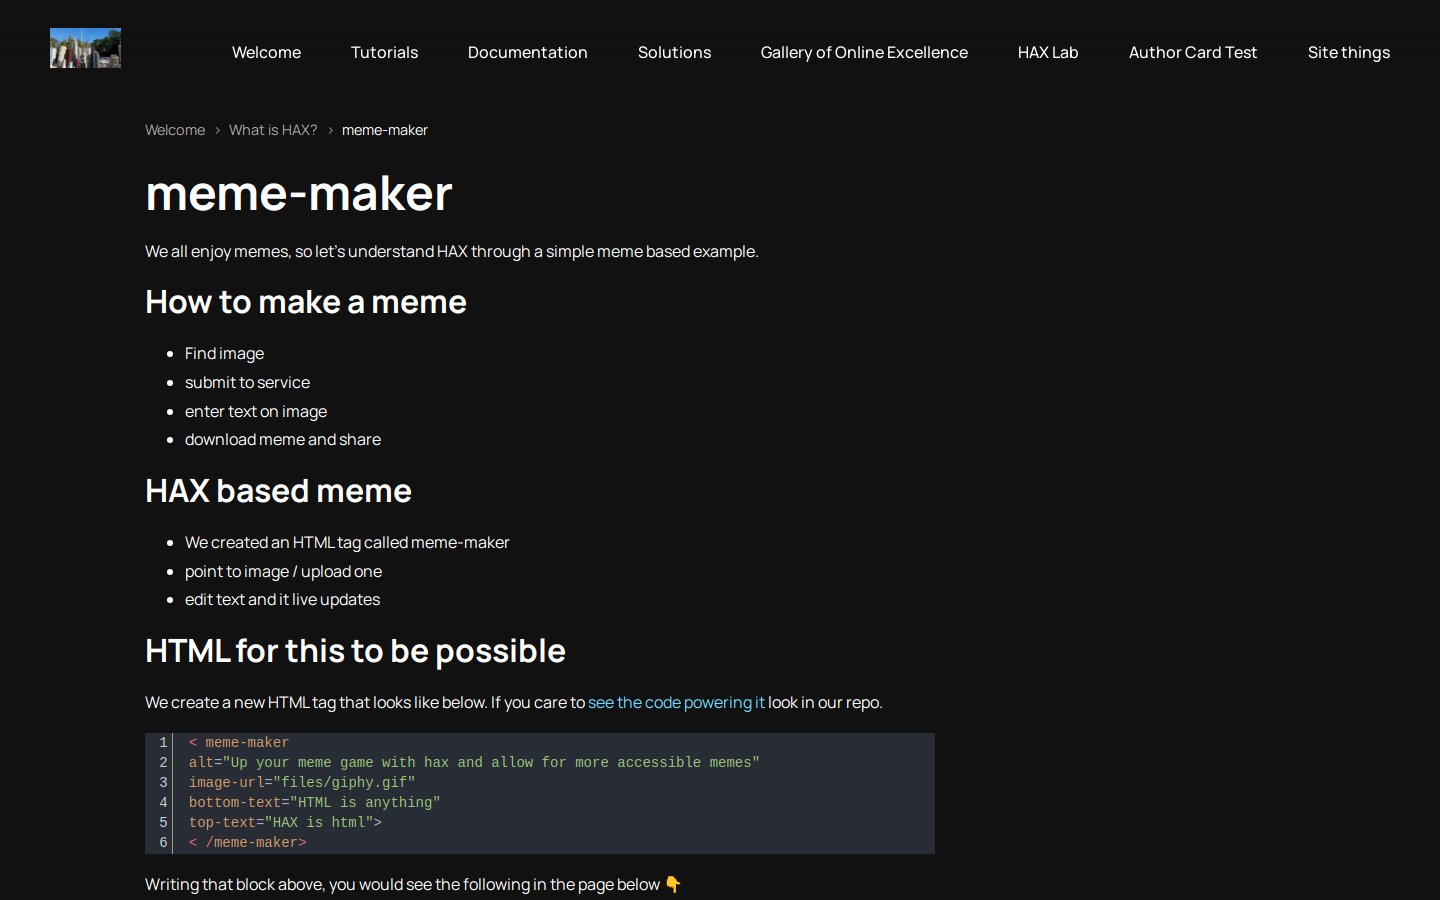 Welcome Tutorials Documentation Solutions Gallery of Online Excellence HAX Lab Author Card Test Site things
Welcome > What is HAX? > meme-maker
meme-maker
We all enjoy memes, so let's understand HAX through a simple meme based example.
How to make a meme
• Find image
• submit to service
• enter text on image
• download meme and share
HAX based meme
• We created an HTML tag called meme-maker
• point to image / upload one
• edit text and it live updates
HTML for this to be possible
We create a new HTML tag that looks like below. If you care to see the code powering it look in our repo.
1 < meme-maker
2 alt="Up your meme game with hax and allow for more accessible memes"
3 image-url="files/giphy.gif"
4 bottom-text="HTML is anything"
5 top-text="HAX is html">
6 < /meme-maker>
Writing that block above, you would see the following in the page below 👇